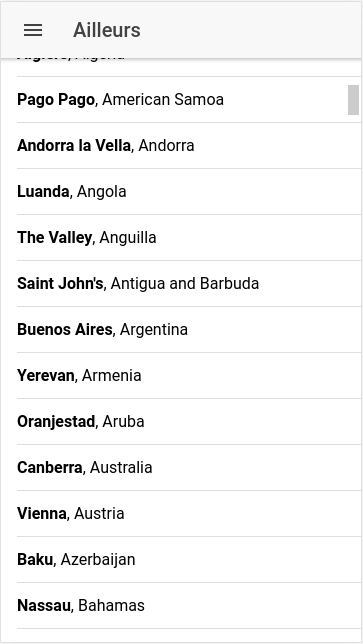 Ailleurs
Algiers, Algeria
Pago Pago, American Samoa
Andorra la Vella, Andorra
Luanda, Angola
The Valley, Anguilla
Saint John's, Antigua and Barbuda
Buenos Aires, Argentina
Yerevan, Armenia
Oranjestad, Aruba
Canberra, Australia
Vienna, Austria
Baku, Azerbaijan
Nassau, Bahamas